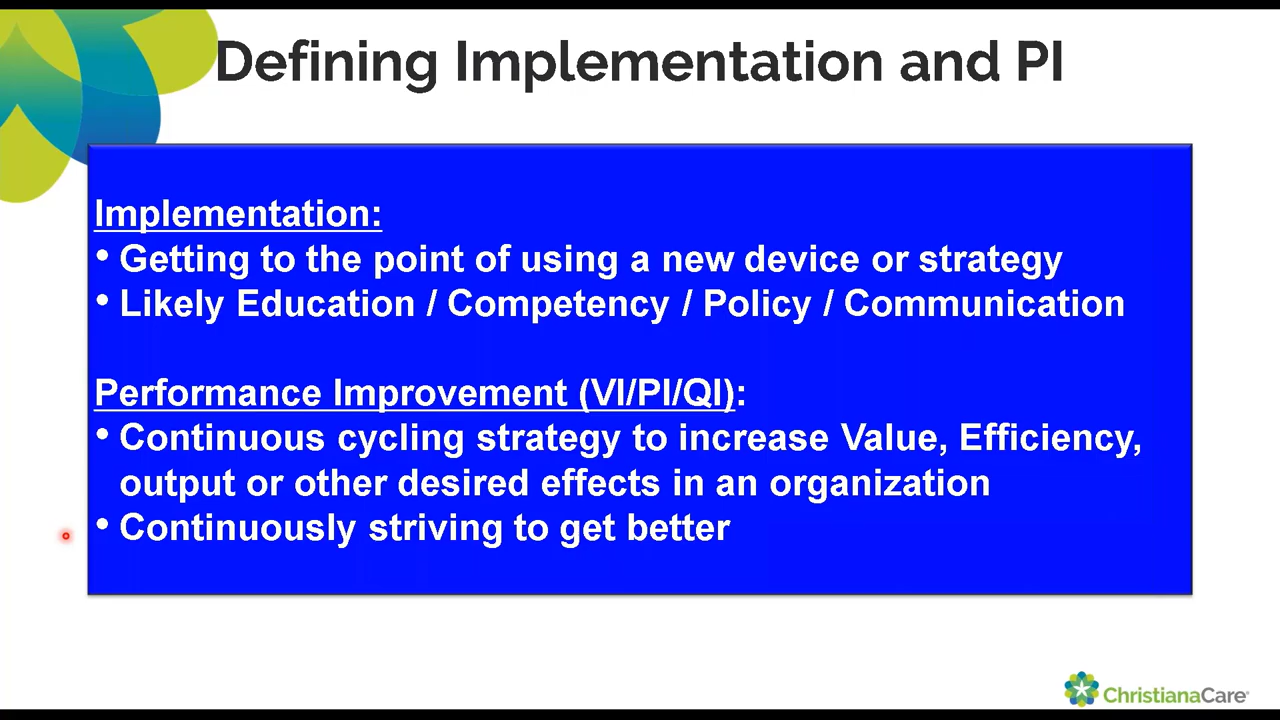 Defining Implementation and PI
Implementation:
• Getting to the point of using a new device or strategy
• Likely Education / Competency / Policy / Communication
Performance Improvement (VI/PI/QI):
• Continuous cycling strategy to increase Value, Efficiency,
output or other desired effects in an organization
• Continuously striving to get better
ChristianaCare®